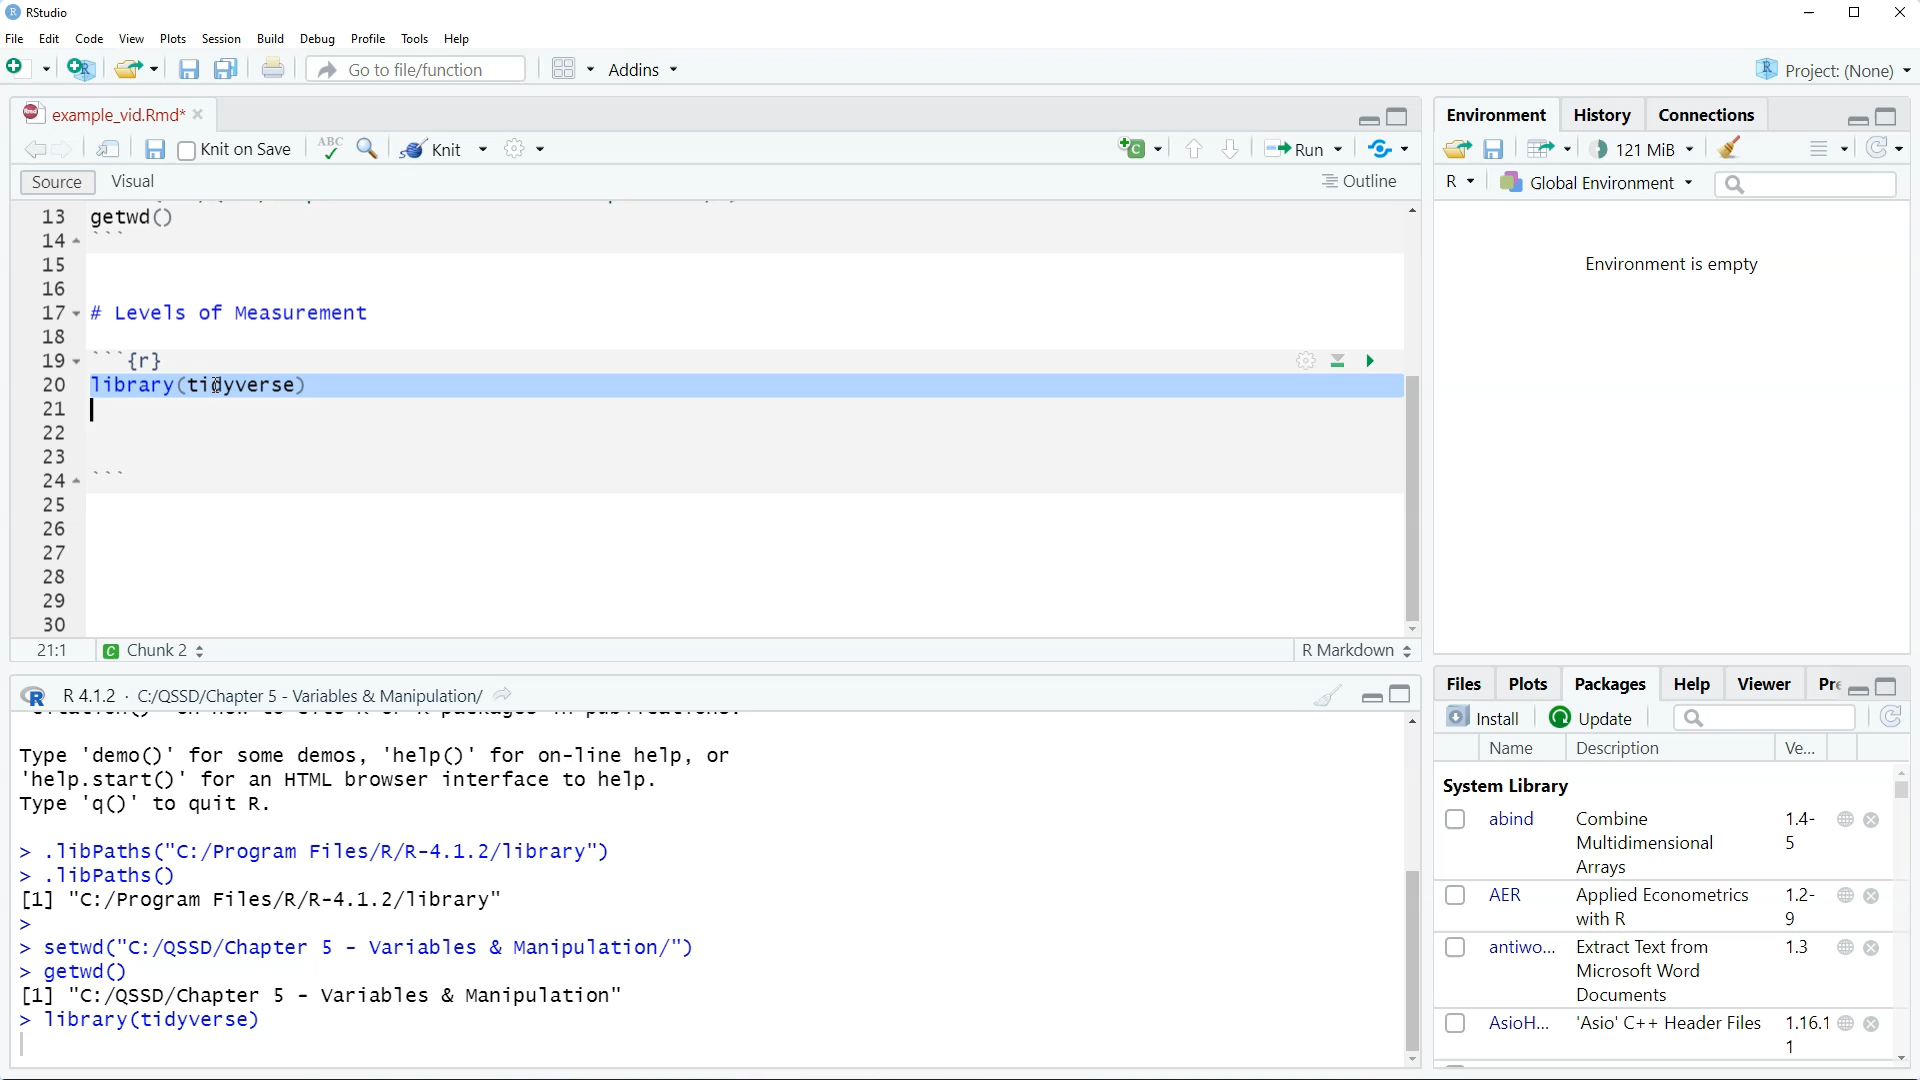 RStudio
File Edit Code View Plots Session Build Debug Profile Tools Help
Go to file/function Addins Project: (None)
example_vid.Rmd*
Knit on Save ABC Knit Run
Source Visual Outline
13 getwd()
14 ```
15
16
17 # Levels of Measurement
18
19 ```{r}
20 library(tidyverse)
21
22
23
24 ```
25
26
27
28
29
30
21:1 Chunk 2 R Markdown
R 4.1.2 · C:/QSSD/Chapter 5 - Variables & Manipulation/
Type 'demo()' for some demos, 'help()' for on-line help, or
'help.start()' for an HTML browser interface to help.
Type 'q()' to quit R.
> .libPaths("C:/Program Files/R/R-4.1.2/library")
> .libPaths()
[1] "C:/Program Files/R/R-4.1.2/library"
>
> setwd("C:/QSSD/Chapter 5 - Variables & Manipulation/")
> getwd()
[1] "C:/QSSD/Chapter 5 - Variables & Manipulation"
> library(tidyverse)
Environment History Connections
121 MiB
R Global Environment
Environment is empty
Files Plots Packages Help Viewer Pre
Install Update
Name Description Ve...
System Library
abind Combine 1.4-
Multidimensional 5
Arrays
AER Applied Econometrics 1.2-
with R 9
antiwo... Extract Text from 1.3
Microsoft Word
Documents
AsioH... 'Asio' C++ Header Files 1.16.1
1